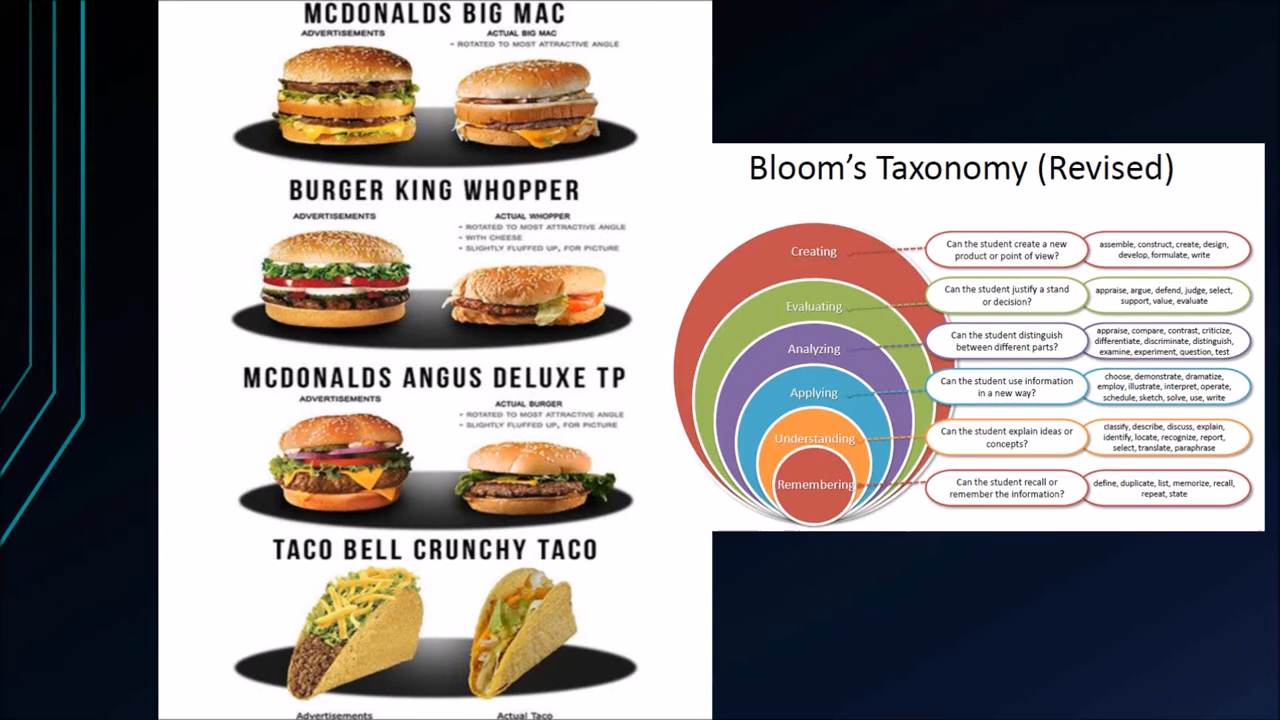 MCDONALDS BIG MAC
ADVERTISEMENTS
ACTUAL BIG MAC
- ROTATED TO MOST ATTRACTIVE ANGLE
BURGER KING WHOPPER
ADVERTISEMENTS
ACTUAL WHOPPER
- ROTATED TO MOST ATTRACTIVE ANGLE
- WITH CHEESE
- SLIGHTLY FLUFFED UP, FOR PICTURE
MCDONALDS ANGUS DELUXE TP
ADVERTISEMENTS
ACTUAL BURGER
- ROTATED TO MOST ATTRACTIVE ANGLE
- SLIGHTLY FLUFFED UP, FOR PICTURE
TACO BELL CRUNCHY TACO
Advertisements
Actual Taco
Bloom's Taxonomy (Revised)
Creating
Can the student create a new
product or point of view?
assemble, construct, create, design,
develop, formulate, write
Evaluating
Can the student justify a stand
or decision?
appraise, argue, defend, judge, select,
support, value, evaluate
Analyzing
Can the student distinguish
between different parts?
appraise, compare, contrast, criticize,
differentiate, discriminate, distinguish,
examine, experiment, question, test
Applying
Can the student use information
in a new way?
choose, demonstrate, dramatize,
employ, illustrate, interpret, operate,
schedule, sketch, solve, use, write
Understanding
Can the student explain ideas or
concepts?
classify, describe, discuss, explain,
identify, locate, recognize, report,
select, translate, paraphrase
Remembering
Can the student recall or
remember the information?
define, duplicate, list, memorize, recall,
repeat, state